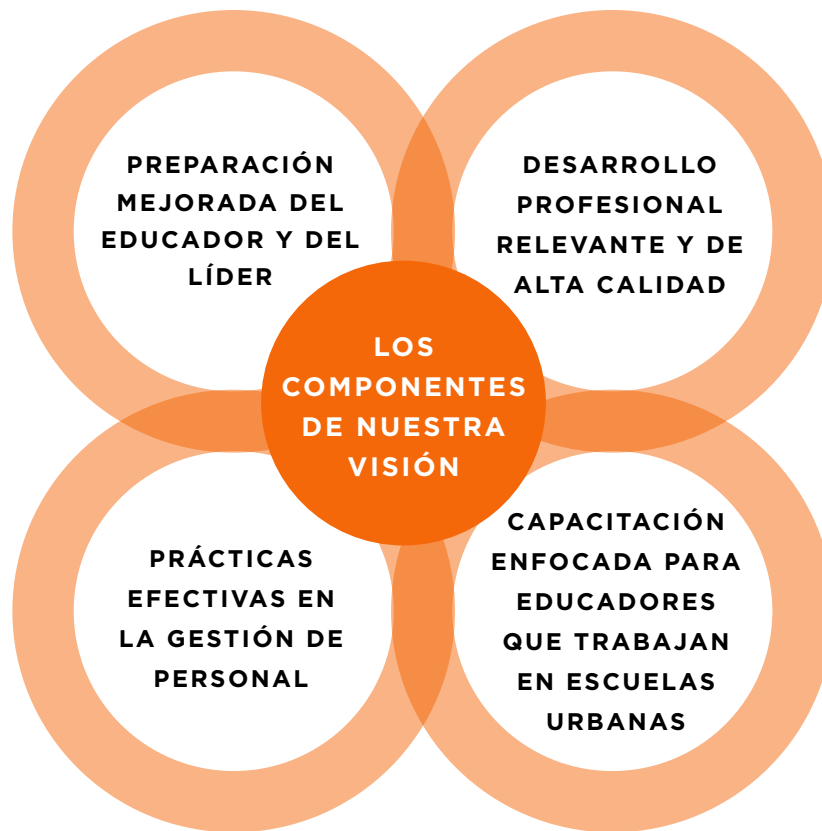 PREPARACIÓN
MEJORADA DEL
EDUCADOR Y DEL
LÍDER
DESARROLLO
PROFESIONAL
RELEVANTE Y DE
ALTA CALIDAD
LOS
COMPONENTES
DE NUESTRA
VISIÓN
PRÁCTICAS
EFECTIVAS EN
LA GESTIÓN DE
PERSONAL
CAPACITACIÓN
ENFOCADA PARA
EDUCADORES
QUE TRABAJAN
EN ESCUELAS
URBANAS